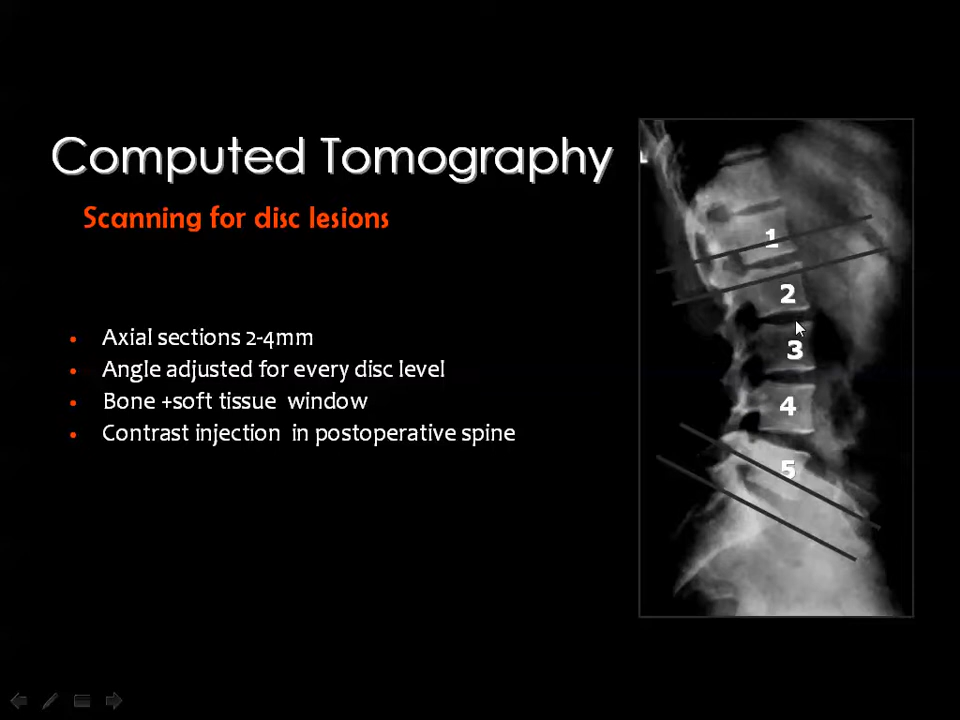 Computed Tomography
Scanning for disc lesions
• Axial sections 2-4mm
• Angle adjusted for every disc level
• Bone +soft tissue window
• Contrast injection in postoperative spine
1
2
3
4
5